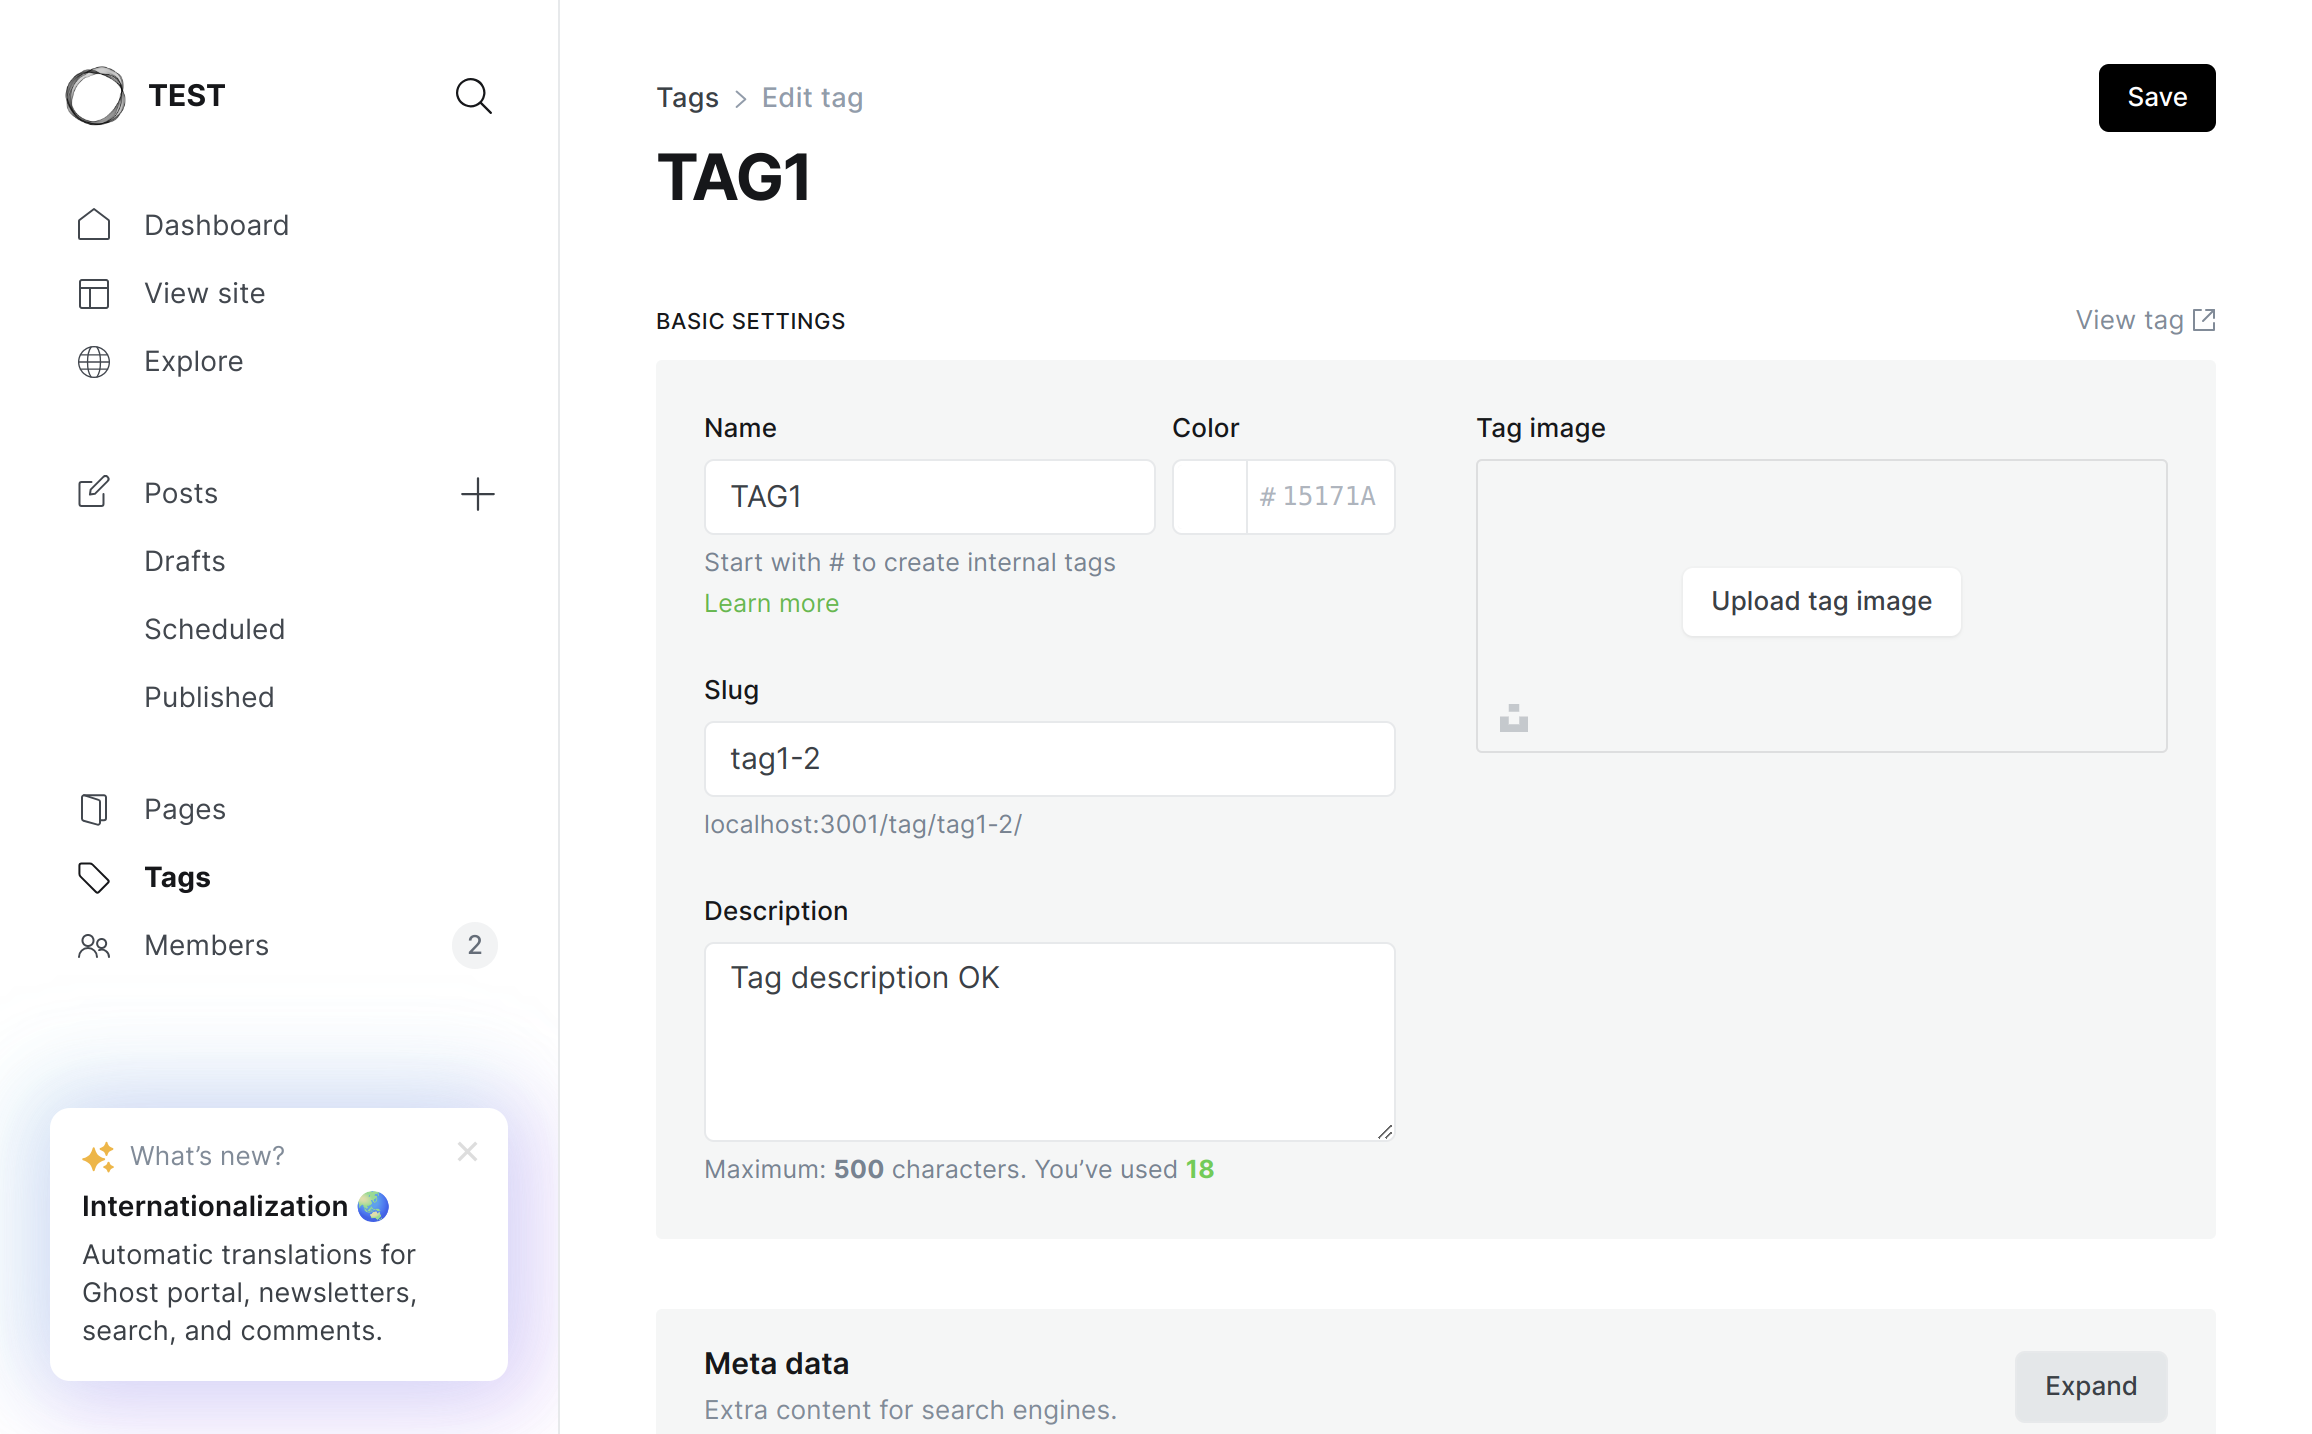 TEST
Dashboard
View site
Explore
Posts
Drafts
Scheduled
Published
Pages
Tags
Members
2
What’s new?
Internationalization
Automatic translations for
Ghost portal, newsletters,
search, and comments.
Tags
Edit tag
Save
TAG1
BASIC SETTINGS
View tag
Name
TAG1
Start with # to create internal tags
Learn more
Color
# 15171A
Slug
tag1-2
localhost:3001/tag/tag1-2/
Description
Tag description OK
Maximum: 500 characters. You’ve used 18
Tag image
Upload tag image
Meta data
Extra content for search engines.
Expand